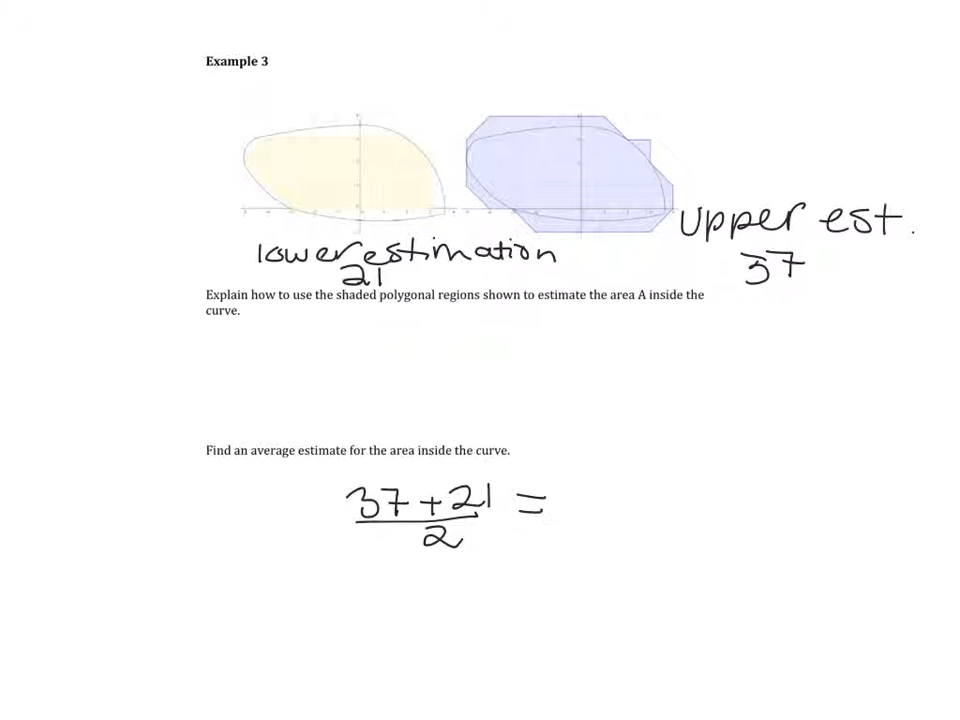 Example 3
upper est.
37
lower estimation
21
Explain how to use the shaded polygonal regions shown to estimate the area A inside the
curve.
Find an average estimate for the area inside the curve.
37 + 21 =
2